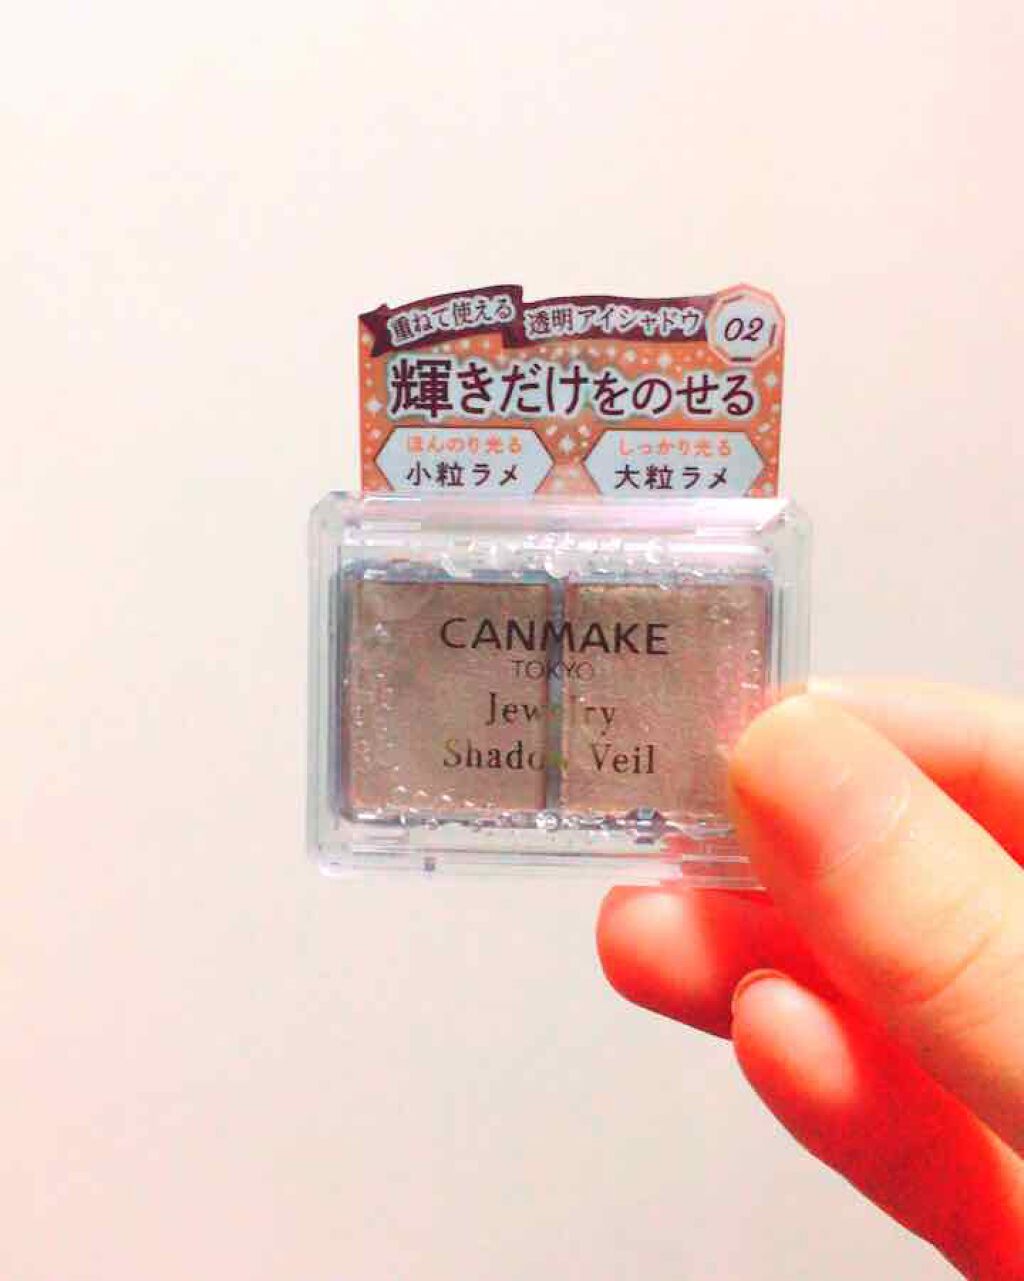 重ねて使える 透明アイシャドウ 02
輝きだけをのせる
ほんのり光る しっかり光る
小粒ラメ 大粒ラメ
CANMAKE
TOKYO
Jewelry
Shadow Veil